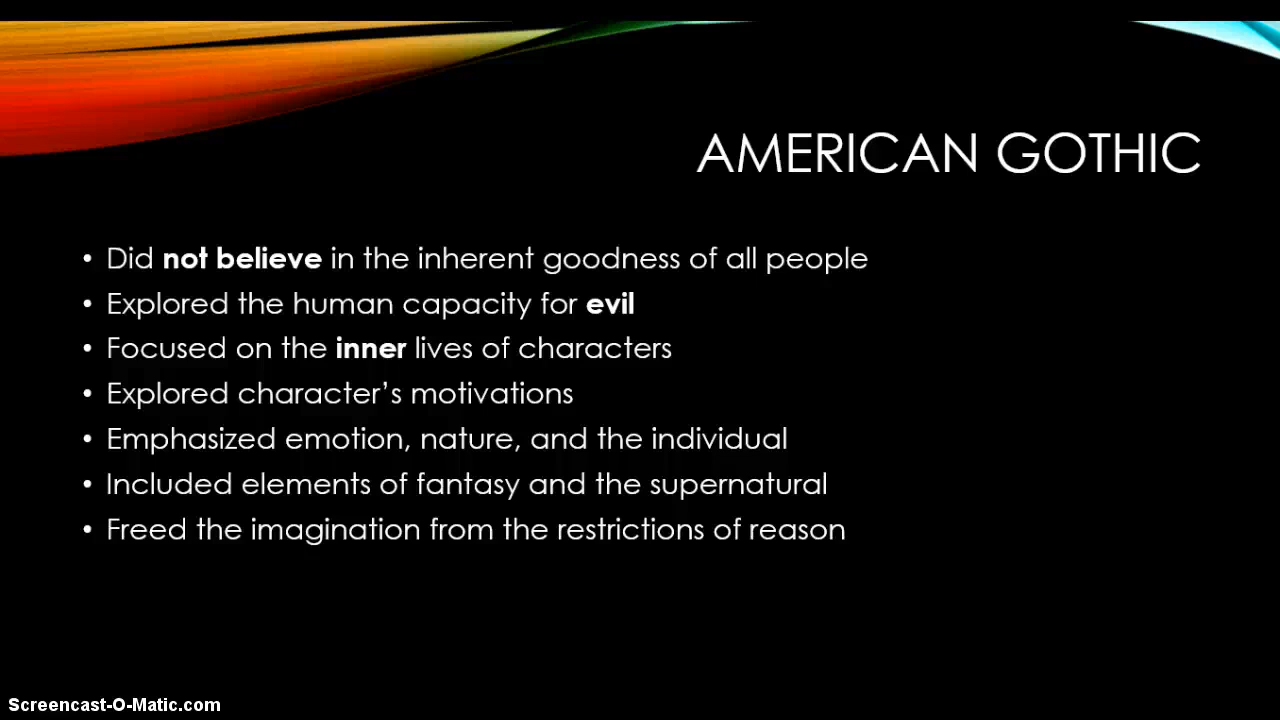 AMERICAN GOTHIC
• Did not believe in the inherent goodness of all people
• Explored the human capacity for evil
• Focused on the inner lives of characters
• Explored character’s motivations
• Emphasized emotion, nature, and the individual
• Included elements of fantasy and the supernatural
• Freed the imagination from the restrictions of reason
Screencast-O-Matic.com